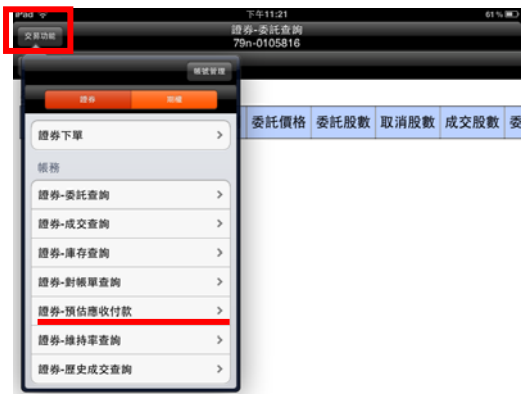 iPad 下午11:21 61%
交易功能
證券-委託查詢
79n-0105816
帳號管理
證券 期權
委託價格 委託股數 取消股數 成交股數 委
證券下單
帳務
證券-委託查詢
證券-成交查詢
證券-庫存查詢
證券-對帳單查詢
證券-預估應收付款
證券-維持率查詢
證券-歷史成交查詢